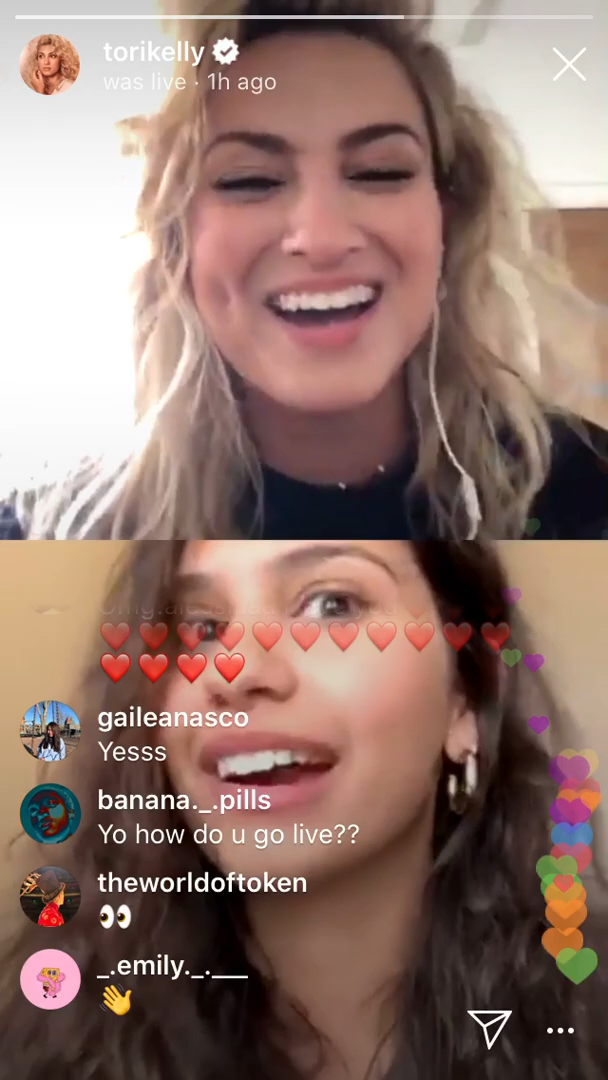 torikelly
was live · 1h ago
❤️❤️❤️❤️❤️❤️❤️❤️❤️❤️❤️
❤️❤️❤️❤️
gaileanasco
Yesss
banana._.pills
Yo how do u go live??
theworldoftoken
👀
_.emily._.___
👋